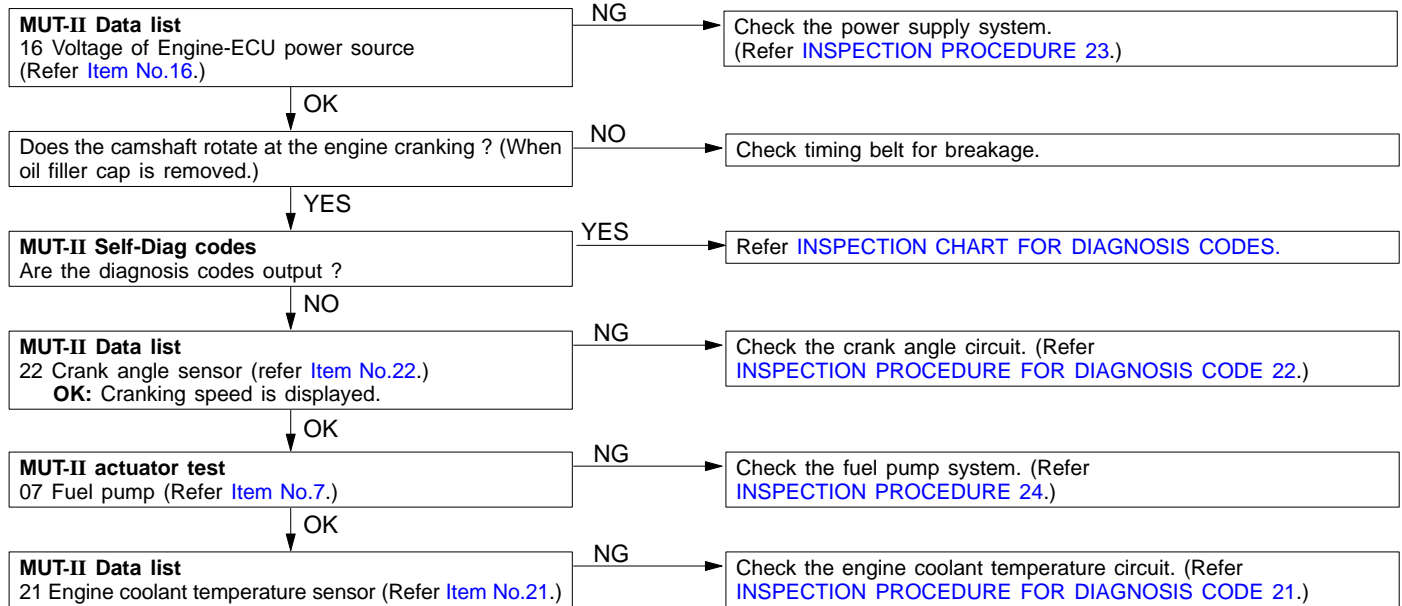 MUT-II Data list
16 Voltage of Engine-ECU power source
(Refer Item No.16.)
NG
Check the power supply system.
(Refer INSPECTION PROCEDURE 23.)
OK
Does the camshaft rotate at the engine cranking ? (When
oil filler cap is removed.)
NO
Check timing belt for breakage.
YES
MUT-II Self-Diag codes
Are the diagnosis codes output ?
YES
Refer INSPECTION CHART FOR DIAGNOSIS CODES.
NO
MUT-II Data list
22 Crank angle sensor (refer Item No.22.)
OK: Cranking speed is displayed.
NG
Check the crank angle circuit. (Refer
INSPECTION PROCEDURE FOR DIAGNOSIS CODE 22.)
OK
MUT-II actuator test
07 Fuel pump (Refer Item No.7.)
NG
Check the fuel pump system. (Refer
INSPECTION PROCEDURE 24.)
OK
MUT-II Data list
21 Engine coolant temperature sensor (Refer Item No.21.)
NG
Check the engine coolant temperature circuit. (Refer
INSPECTION PROCEDURE FOR DIAGNOSIS CODE 21.)